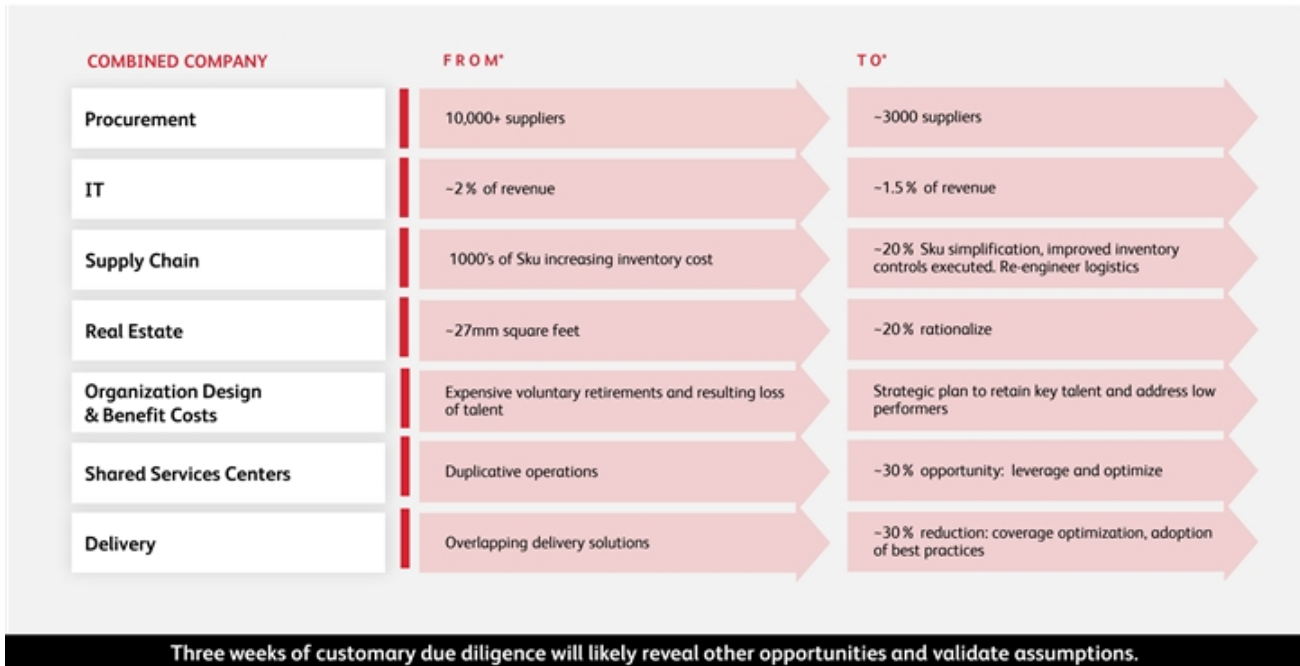 COMBINED COMPANY
FROM*
TO*
Procurement
10,000+ suppliers
~3000 suppliers
IT
~2% of revenue
~1.5% of revenue
Supply Chain
1000's of Sku increasing inventory cost
~20% Sku simplification, improved inventory
controls executed. Re-engineer logistics
Real Estate
~27mm square feet
~20% rationalize
Organization Design
& Benefit Costs
Expensive voluntary retirements and resulting loss
of talent
Strategic plan to retain key talent and address low
performers
Shared Services Centers
Duplicative operations
~30% opportunity: leverage and optimize
Delivery
Overlapping delivery solutions
~30% reduction: coverage optimization, adoption
of best practices
Three weeks of customary due diligence will likely reveal other opportunities and validate assumptions.